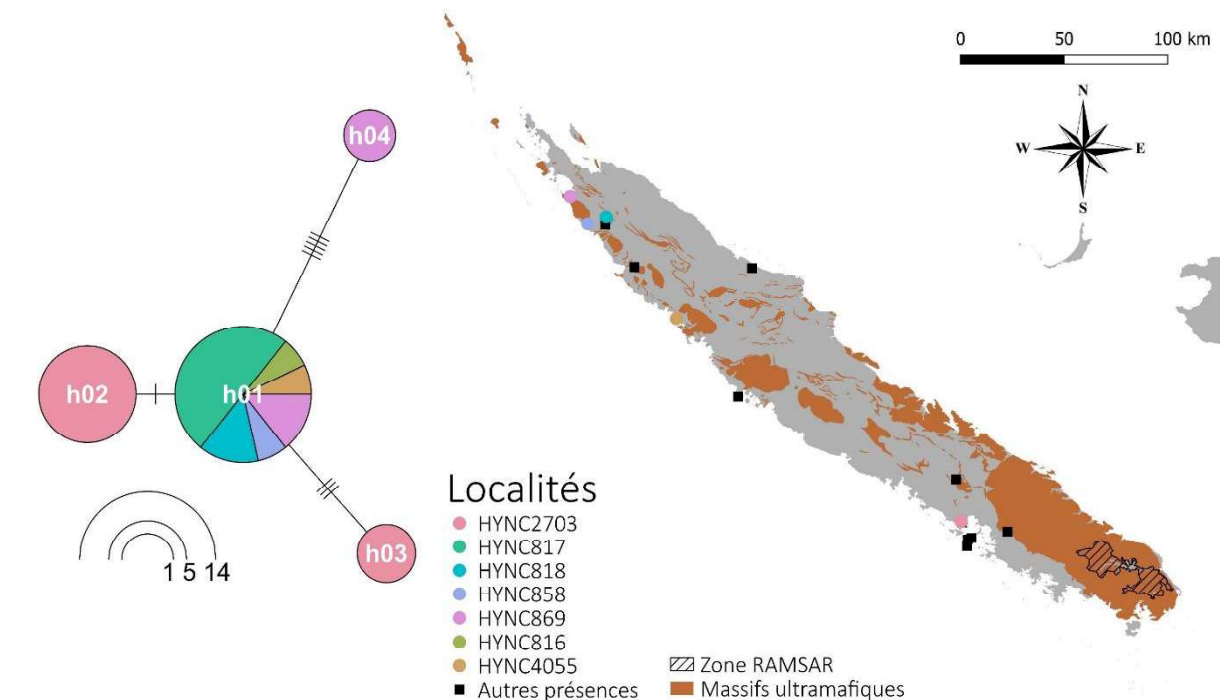 0 50 100 km
N
W E
S
h04
h02
h01
h03
1 5 14
Localités
HYNC2703
HYNC817
HYNC818
HYNC858
HYNC869
HYNC816
HYNC4055
Autres présences
Zone RAMSAR
Massifs ultramafiques